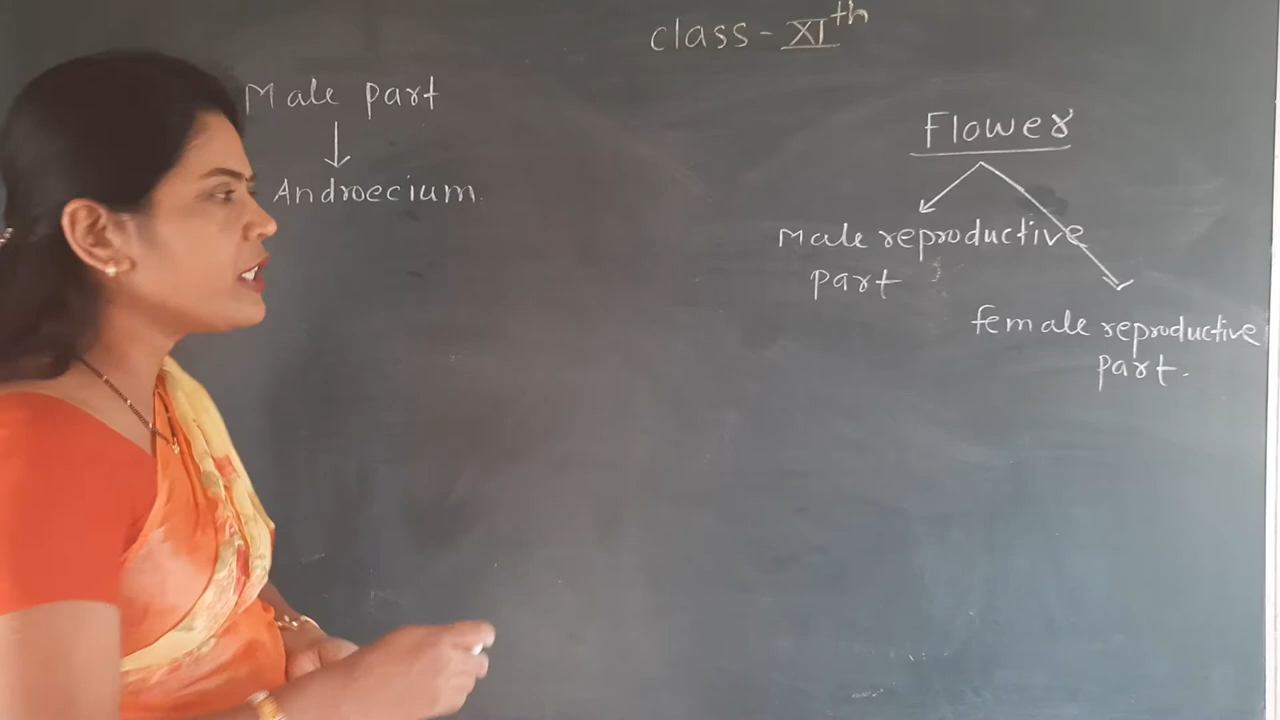 class - XIth
Male part
Androecium.
Flower
Male reproductive
part
female reproductive
part.